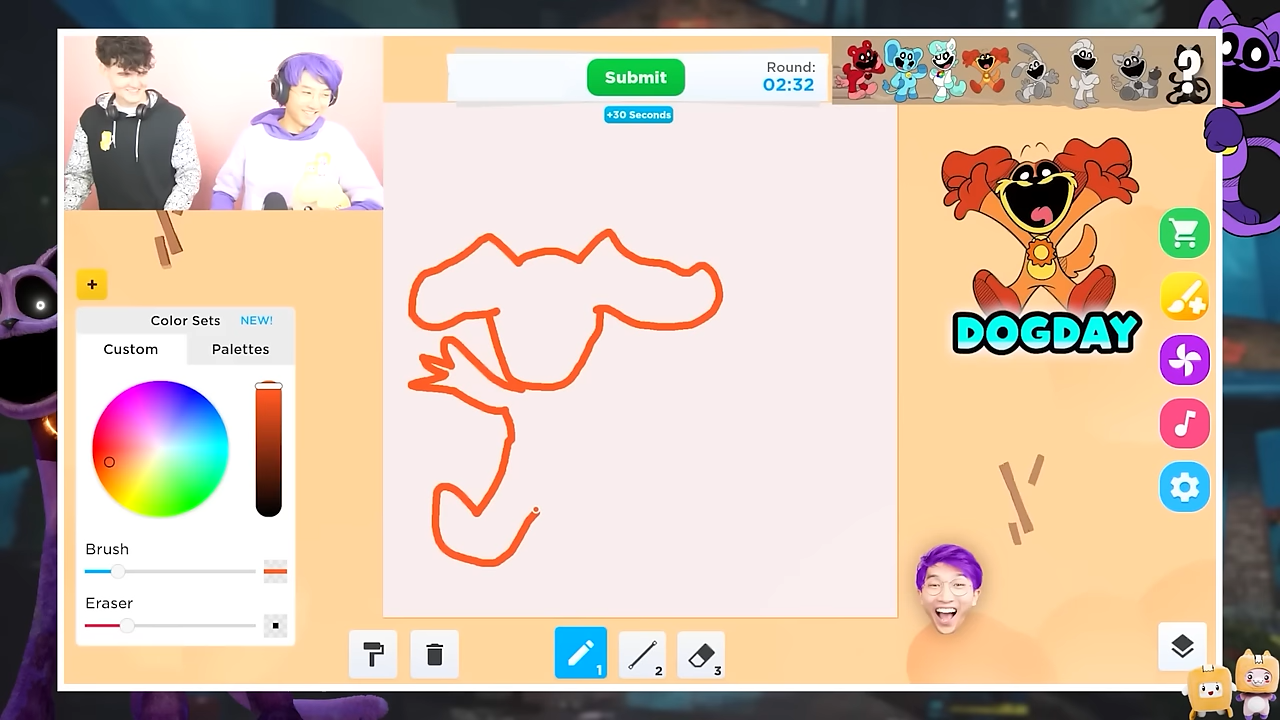 Submit
Round:
02:32
+30 Seconds
?
DOGDAY
+
Color Sets NEW!
Custom Palettes
Brush
Eraser
1
2
3